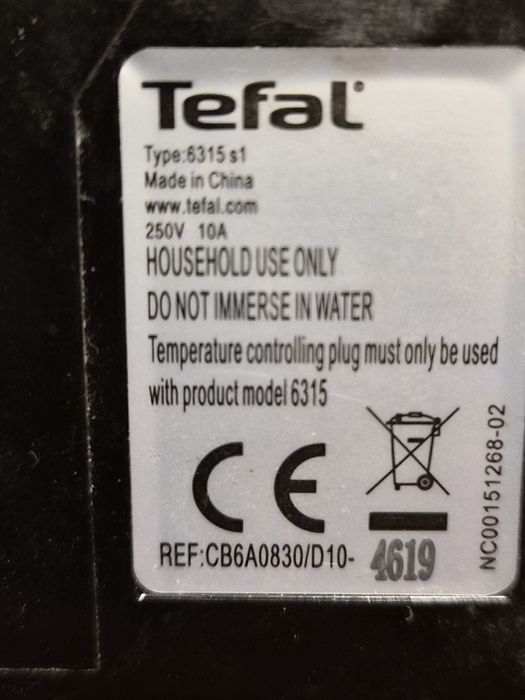 Tefal®
Type:6315 s1
Made in China
www.tefal.com
250V 10A
HOUSEHOLD USE ONLY
DO NOT IMMERSE IN WATER
Temperature controlling plug must only be used
with product model 6315
CE
REF:CB6A0830/D10- 4619
NC00151268-02